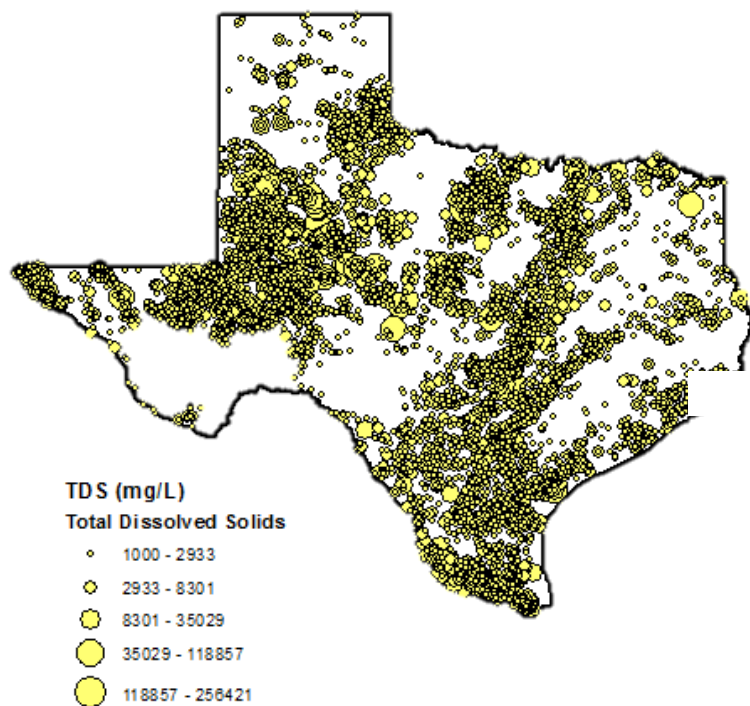 TDS (mg/L)
Total Dissolved Solids
1000 - 2933
2933 - 8301
8301 - 35029
35029 - 118857
118857 - 256421